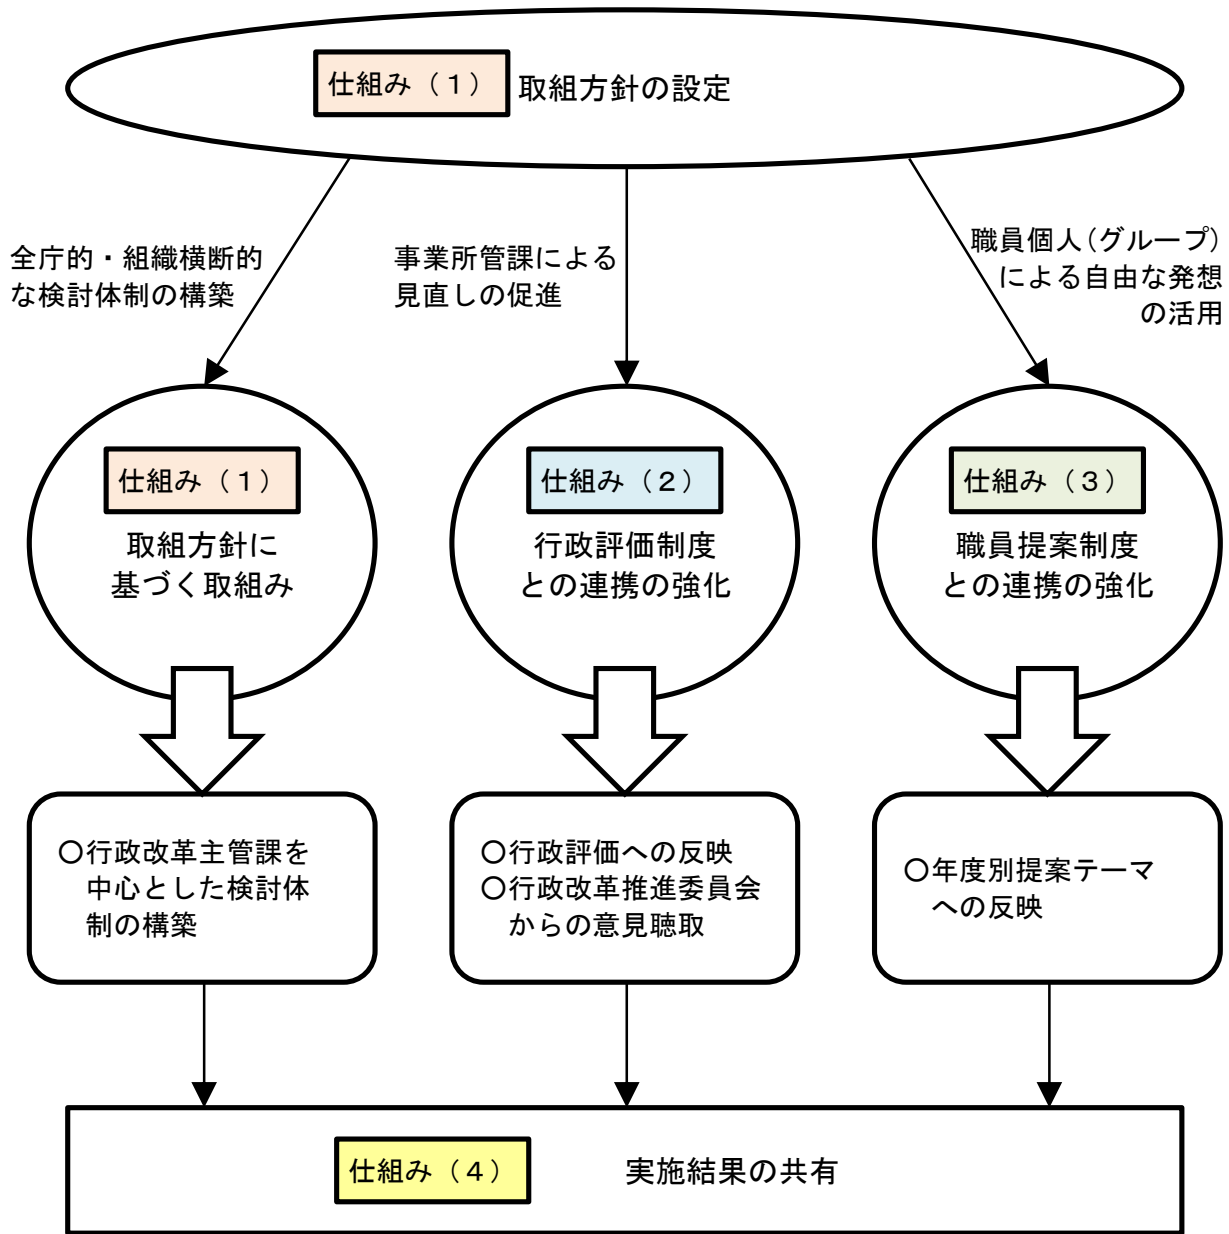 仕組み（１） 取組方針の設定
全庁的・組織横断的
な検討体制の構築
事業所管課による
見直しの促進
職員個人（グループ）
による自由な発想
の活用
仕組み（１）
取組方針に
基づく取組み
仕組み（２）
行政評価制度
との連携の強化
仕組み（３）
職員提案制度
との連携の強化
○行政改革主管課を
中心とした検討体
制の構築
○行政評価への反映
○行政改革推進委員会
からの意見聴取
○年度別提案テーマ
への反映
仕組み（４） 実施結果の共有